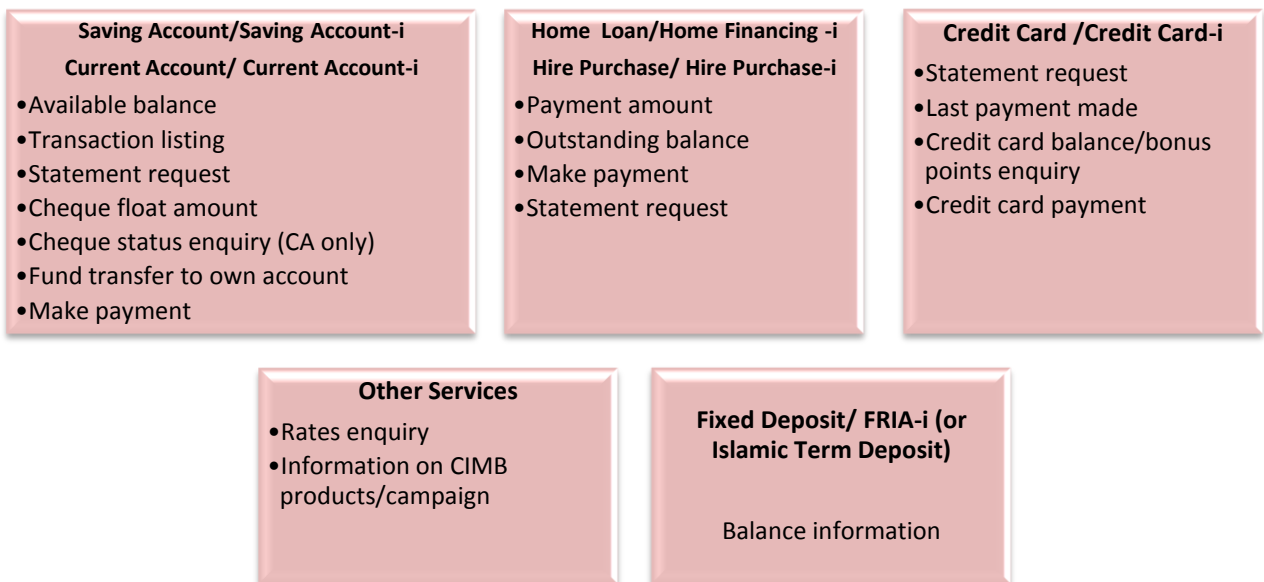 Saving Account/Saving Account-i
Current Account/ Current Account-i
•Available balance
•Transaction listing
•Statement request
•Cheque float amount
•Cheque status enquiry (CA only)
•Fund transfer to own account
•Make payment
Home Loan/Home Financing -i
Hire Purchase/ Hire Purchase-i
•Payment amount
•Outstanding balance
•Make payment
•Statement request
Credit Card /Credit Card-i
•Statement request
•Last payment made
•Credit card balance/bonus
points enquiry
•Credit card payment
Other Services
•Rates enquiry
•Information on CIMB
products/campaign
Fixed Deposit/ FRIA-i (or
Islamic Term Deposit)
Balance information